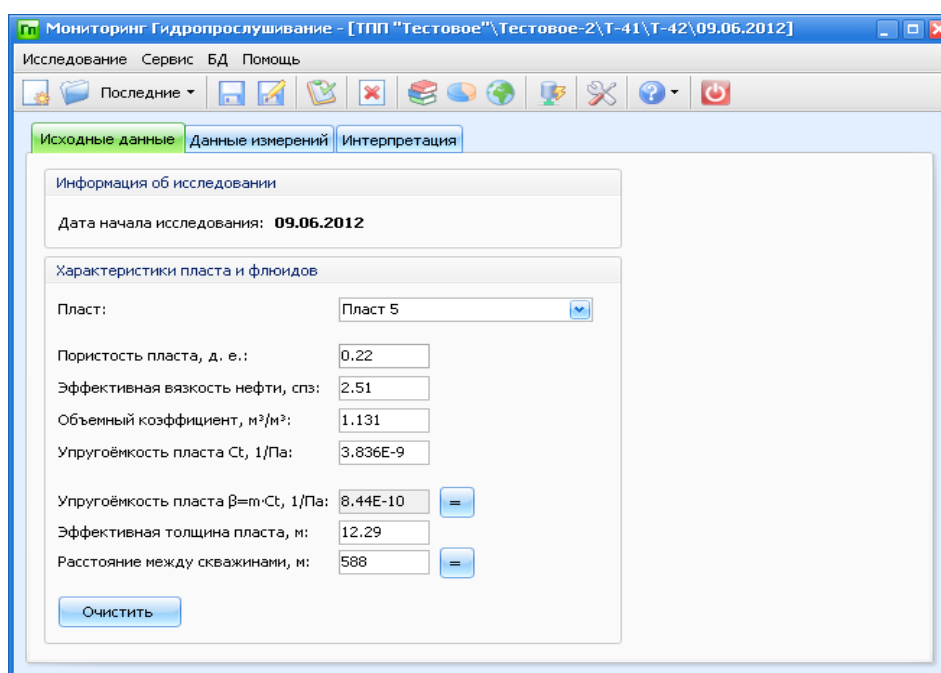 Гп Мониторинг Гидропрослушивание - [ТПП "Тестовое"\Тестовое-2\Т-41\Т-42\09.06.2012]
Исследование Сервис БД Помощь
Последние
Исходные данные Данные измерений Интерпретация
Информация об исследовании
Дата начала исследования: 09.06.2012
Характеристики пласта и флюидов
Пласт: Пласт 5
Пористость пласта, д. е.: 0.22
Эффективная вязкость нефти, спз: 2.51
Объемный коэффициент, м³/м³: 1.131
Упругоёмкость пласта Ct, 1/Па: 3.836E-9
Упругоёмкость пласта β=m·Ct, 1/Па: 8.44E-10 =
Эффективная толщина пласта, м: 12.29
Расстояние между скважинами, м: 588 =
Очистить